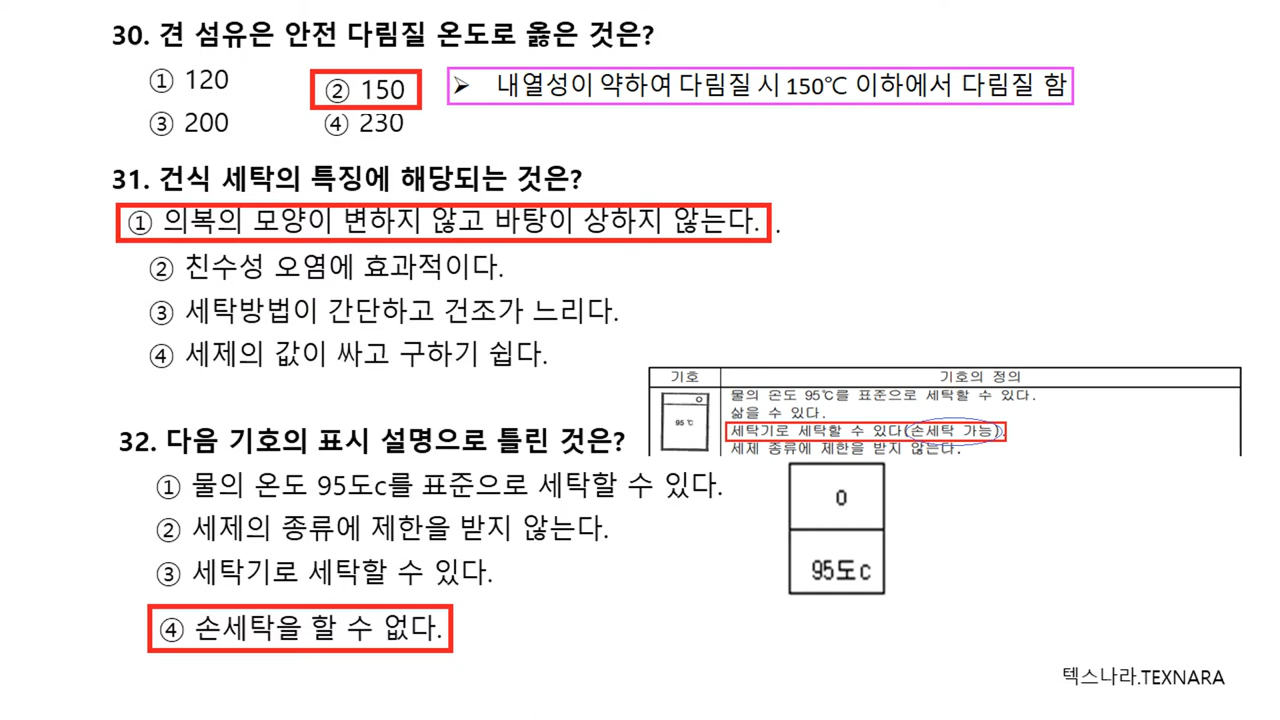 30. 견 섬유은 안전 다림질 온도로 옳은 것은?
① 120 ② 150 ➢ 내열성이 약하여 다림질 시 150℃ 이하에서 다림질 함
③ 200 ④ 230
31. 건식 세탁의 특징에 해당되는 것은?
① 의복의 모양이 변하지 않고 바탕이 상하지 않는다. .
② 친수성 오염에 효과적이다.
③ 세탁방법이 간단하고 건조가 느리다.
④ 세제의 값이 싸고 구하기 쉽다.
기호 기호의 정의
95 ℃
물의 온도 95℃를 표준으로 세탁할 수 있다.
삶을 수 있다.
세탁기로 세탁할 수 있다(손세탁 가능).
세제 종류에 제한을 받지 않는다.
32. 다음 기호의 표시 설명으로 틀린 것은?
① 물의 온도 95도c를 표준으로 세탁할 수 있다.
② 세제의 종류에 제한을 받지 않는다.
③ 세탁기로 세탁할 수 있다.
④ 손세탁을 할 수 없다.
0
95도c
텍스나라.TEXNARA